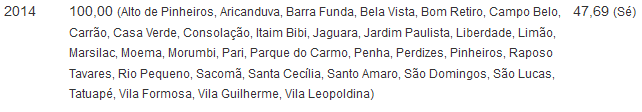 2014 100,00 (Alto de Pinheiros, Aricanduva, Barra Funda, Bela Vista, Bom Retiro, Campo Belo, 47,69 (Sé)
Carrão, Casa Verde, Consolação, Itaim Bibi, Jaguara, Jardim Paulista, Liberdade, Limão,
Marsilac, Moema, Morumbi, Pari, Parque do Carmo, Penha, Perdizes, Pinheiros, Raposo
Tavares, Rio Pequeno, Sacomã, Santa Cecília, Santo Amaro, São Domingos, São Lucas,
Tatuapé, Vila Formosa, Vila Guilherme, Vila Leopoldina)